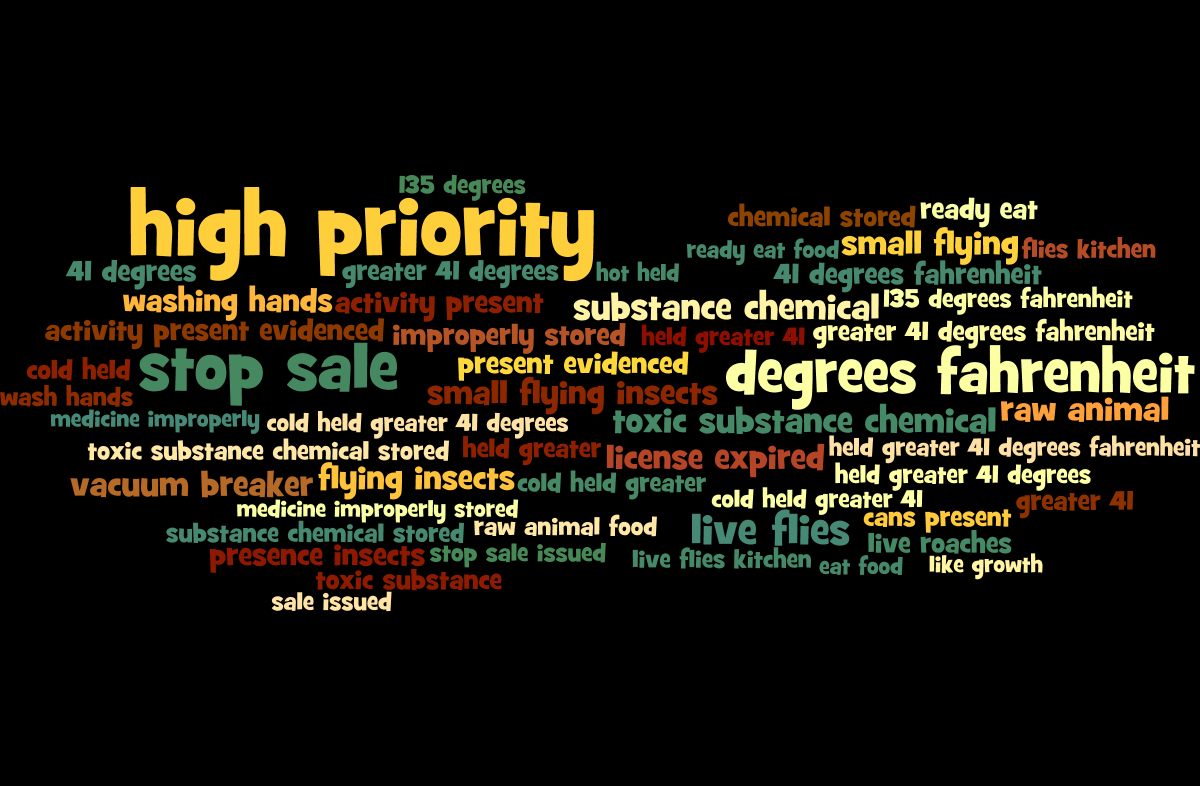 135 degrees
high priority
chemical stored
ready eat
ready eat food
small flying
flies kitchen
41 degrees
greater 41 degrees
hot held
41 degrees fahrenheit
washing hands
activity present
substance chemical
135 degrees fahrenheit
activity present evidenced
improperly stored
held greater 41
greater 41 degrees fahrenheit
cold held
stop sale
present evidenced
degrees fahrenheit
wash hands
small flying insects
medicine improperly
cold held greater 41 degrees
toxic substance chemical
raw animal
toxic substance chemical stored
held greater
license expired
held greater 41 degrees fahrenheit
vacuum breaker
flying insects
cold held greater
held greater 41 degrees
medicine improperly stored
cold held greater 41
greater 41
substance chemical stored
raw animal food
live flies
cans present
live roaches
presence insects
stop sale issued
live flies kitchen
eat food
like growth
toxic substance
sale issued